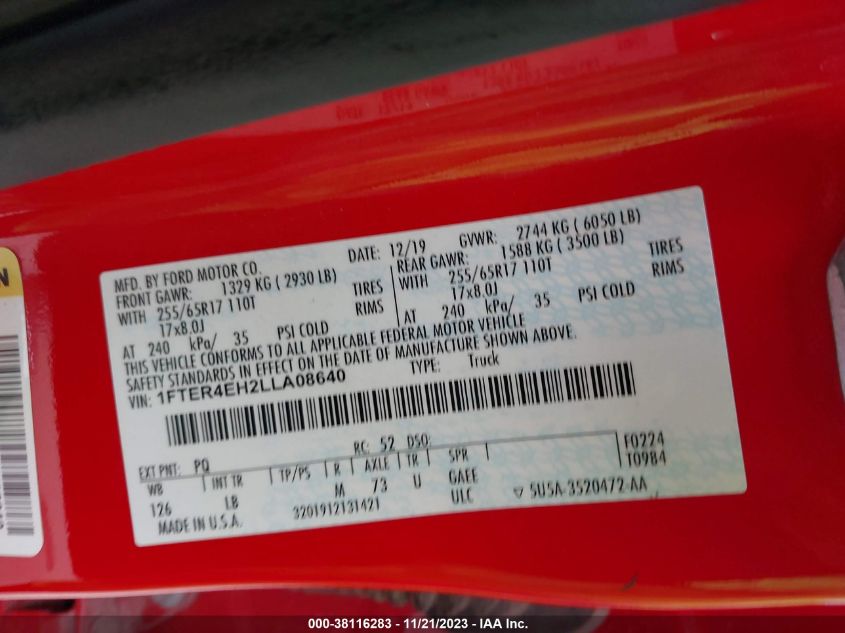 MFD. BY FORD MOTOR CO.
DATE: 12/19
GVWR: 2744 KG ( 6050 LB)
FRONT GAWR: 1329 KG ( 2930 LB)
REAR GAWR: 1588 KG ( 3500 LB)
WITH 255/65R17 110T TIRES
WITH 255/65R17 110T TIRES
17x8.0J RIMS
17x8.0J RIMS
AT 240 kPa/ 35 PSI COLD
AT 240 kPa/ 35 PSI COLD
THIS VEHICLE CONFORMS TO ALL APPLICABLE FEDERAL MOTOR VEHICLE
SAFETY STANDARDS IN EFFECT ON THE DATE OF MANUFACTURE SHOWN ABOVE.
VIN: 1FTER4EH2LLA08640
TYPE: Truck
EXT PNT: PQ RC: 52 DSO:
F0224
WB INT TR TP/PS R AXLE TR SPR
T0984
126 LB M 73 U GAEE
ULC
5U5A-3520472-AA
MADE IN U.S.A. 3201912131421
N
000-38116283 - 11/21/2023 - IAA Inc.